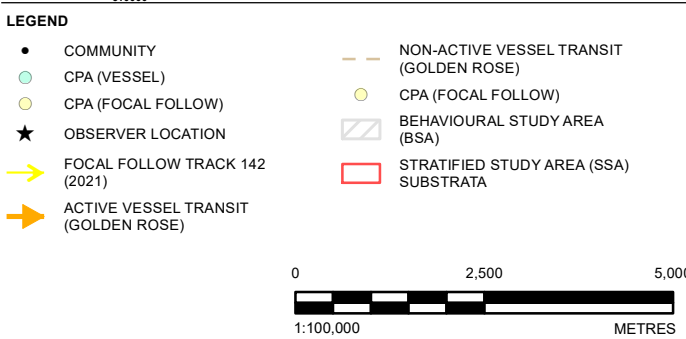 LEGEND
COMMUNITY
CPA (VESSEL)
CPA (FOCAL FOLLOW)
OBSERVER LOCATION
FOCAL FOLLOW TRACK 142
(2021)
ACTIVE VESSEL TRANSIT
(GOLDEN ROSE)
NON-ACTIVE VESSEL TRANSIT
(GOLDEN ROSE)
CPA (FOCAL FOLLOW)
BEHAVIOURAL STUDY AREA
(BSA)
STRATIFIED STUDY AREA (SSA)
SUBSTRATA
0 2,500 5,000
1:100,000 METRES